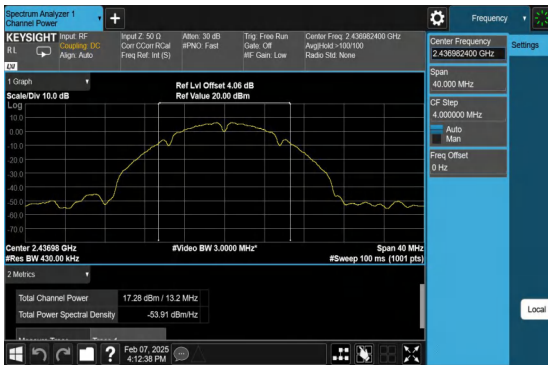 Spectrum Analyzer 1
Channel Power
Frequency
KEYSIGHT
RL
Input: RF
Coupling: DC
Align: Auto
Input Z: 50 Ω
Corr CCorr RCal
Freq Ref: Int (S)
Atten: 30 dB
#PNO: Fast
Trig: Free Run
Gate: Off
#IF Gain: Low
Center Freq: 2.436982400 GHz
Avg|Hold:>100/100
Radio Std: None
LXI
Center Frequency
2.436982400 GHz
Settings
Span
40.000 MHz
CF Step
4.000000 MHz
Auto
Man
Freq Offset
0 Hz
Local
1 Graph
Scale/Div 10.0 dB
Ref Lvl Offset 4.06 dB
Ref Value 20.00 dBm
Log
10.0
0.00
-10.0
-20.0
-30.0
-40.0
-50.0
-60.0
-70.0
Center 2.43698 GHz
#Res BW 430.00 kHz
#Video BW 3.0000 MHz*
Span 40 MHz
#Sweep 100 ms (1001 pts)
2 Metrics
Total Channel Power 17.28 dBm / 13.2 MHz
Total Power Spectral Density -53.91 dBm/Hz
?
Feb 07, 2025
4:12:38 PM